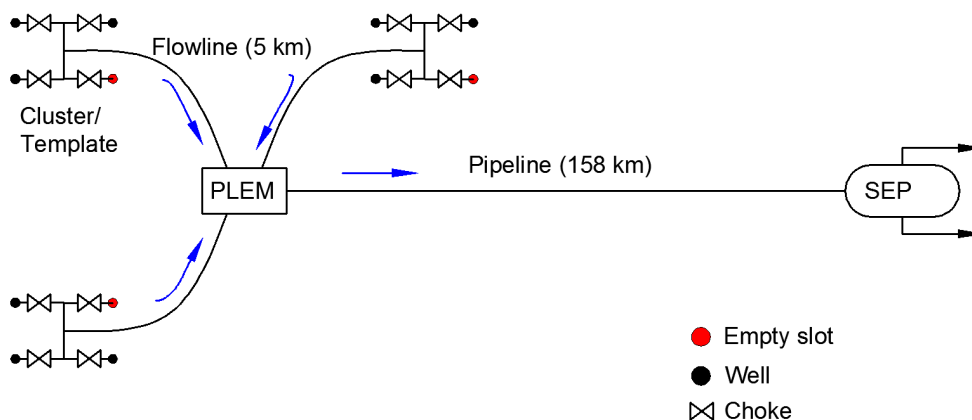 Flowline (5 km)
Cluster/
Template
Pipeline (158 km)
PLEM
SEP
Empty slot
Well
Choke